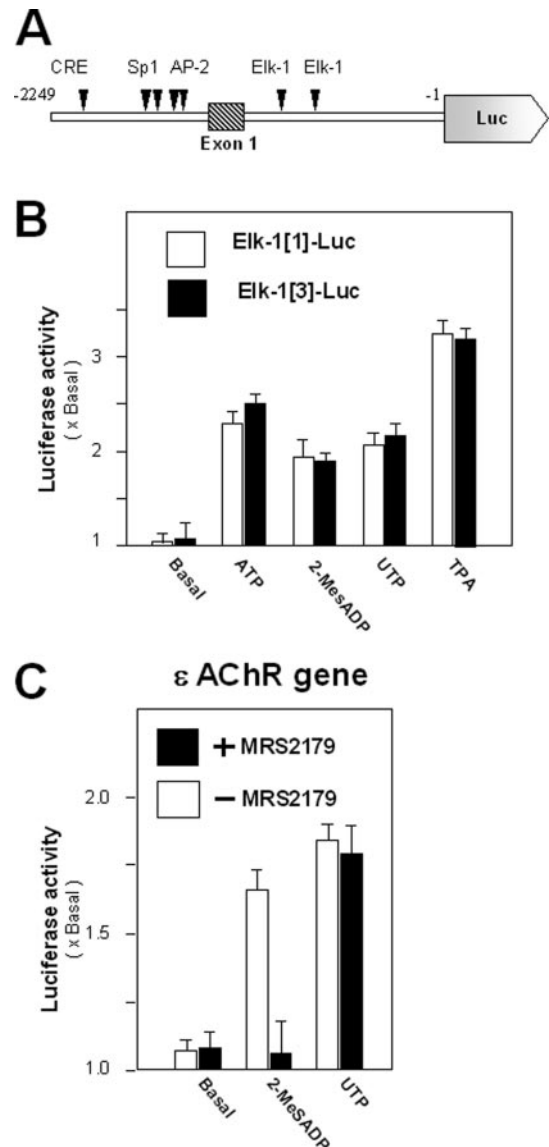 A
CRE Sp1 AP-2 Elk-1 Elk-1
-2249 -1
Luc
Exon 1
B
Elk-1[1]-Luc
Elk-1[3]-Luc
Luciferase activity
( x Basal )
3
2
1
Basal
ATP
2-MesADP
UTP
TPA
C
ε AChR gene
+ MRS2179
– MRS2179
Luciferase activity
( x Basal )
2.0
1.5
1.0
Basal
2-MeSADP
UTP